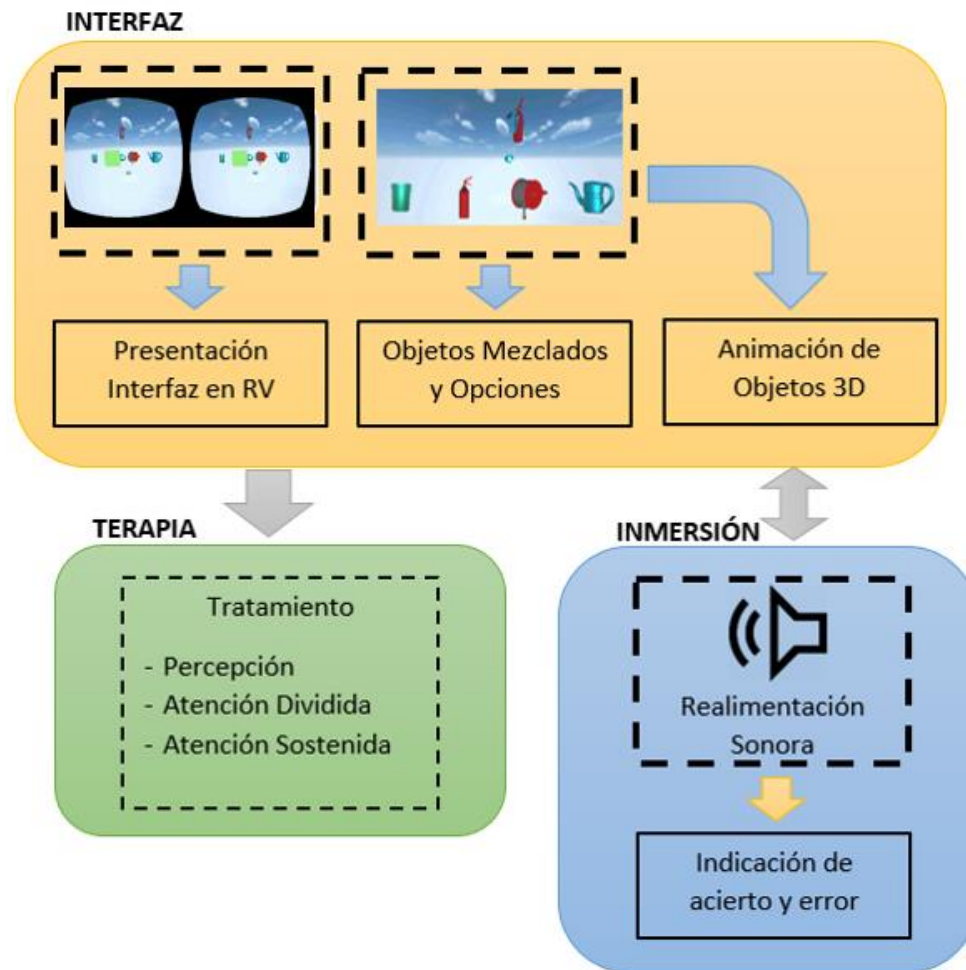 INTERFAZ
Presentación
Interfaz en RV
Objetos Mezclados
y Opciones
Animación de
Objetos 3D
TERAPIA
Tratamiento
- Percepción
- Atención Dividida
- Atención Sostenida
INMERSIÓN
Realimentación
Sonora
Indicación de
acierto y error